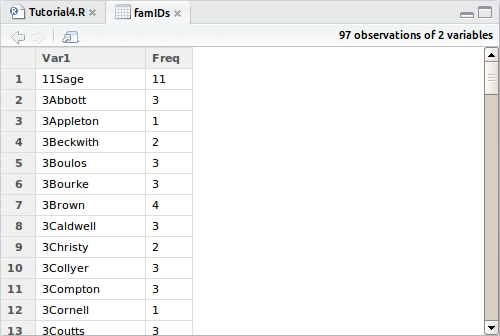 Tutorial4.R famIDs
97 observations of 2 variables
Var1 Freq
1 11Sage 11
2 3Abbott 3
3 3Appleton 1
4 3Beckwith 2
5 3Boulos 3
6 3Bourke 3
7 3Brown 4
8 3Caldwell 3
9 3Christy 2
10 3Collyer 3
11 3Compton 3
12 3Cornell 1
13 3Coutts 3